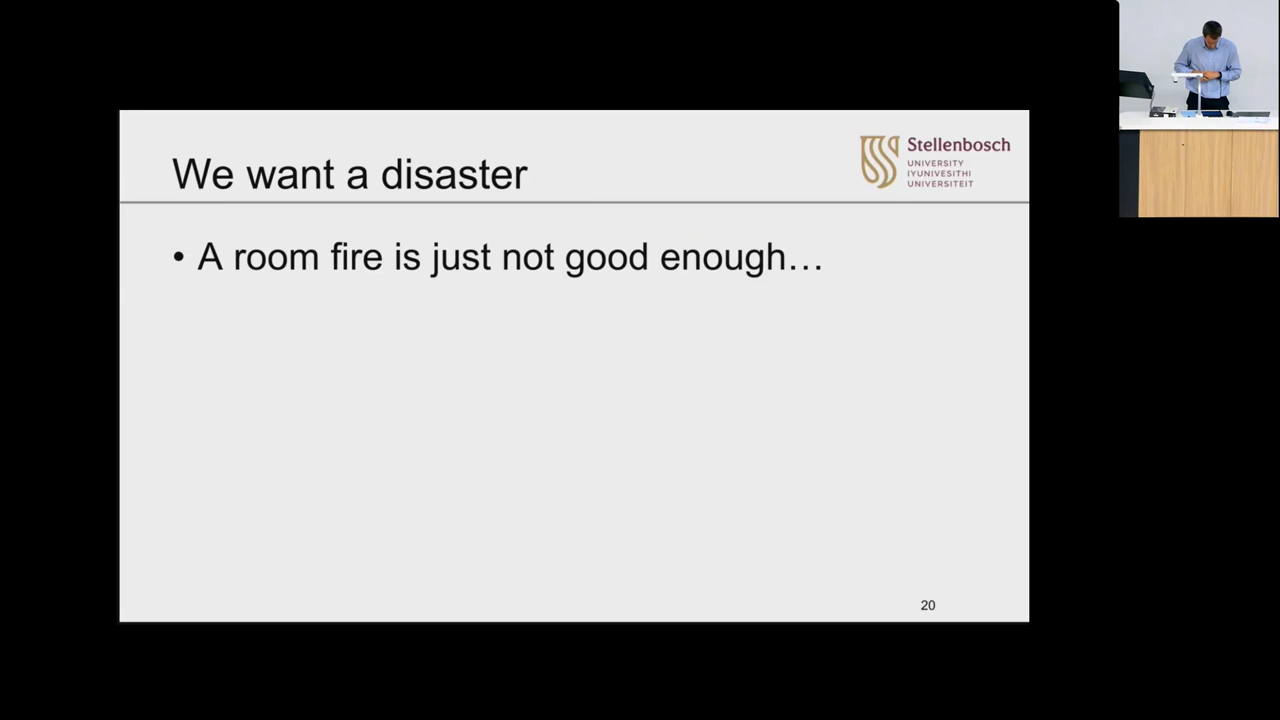 We want a disaster
Stellenbosch
UNIVERSITY
IYUNIVESITHI
UNIVERSITEIT
• A room fire is just not good enough…
20